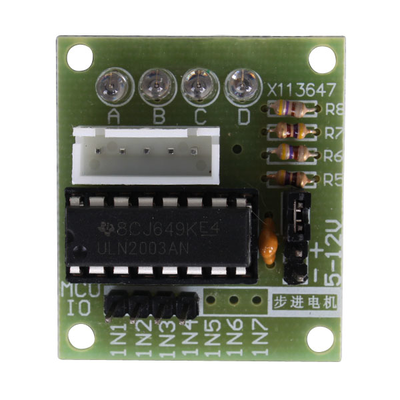 A B C D
X113647
R8
R7
R6
R5
8CJ649KE4
ULN2003AN
- +
5-12V
MCU
IO
1N1 1N2 1N3 1N4 1N5 1N6 1N7
步进电机